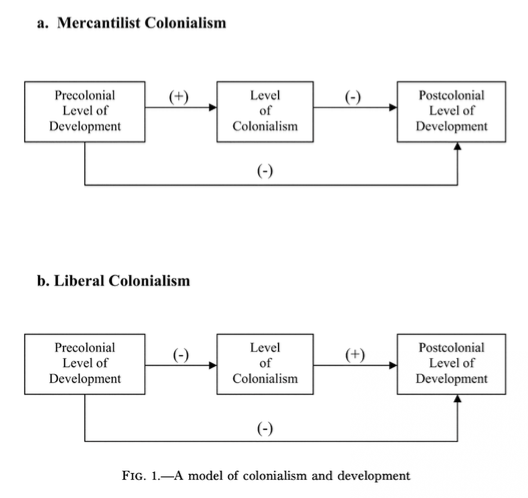 a. Mercantilist Colonialism
Precolonial
Level of
Development
(+)
Level
of
Colonialism
(-)
Postcolonial
Level of
Development
(-)
b. Liberal Colonialism
Precolonial
Level of
Development
(-)
Level
of
Colonialism
(+)
Postcolonial
Level of
Development
(-)
FIG. 1.—A model of colonialism and development